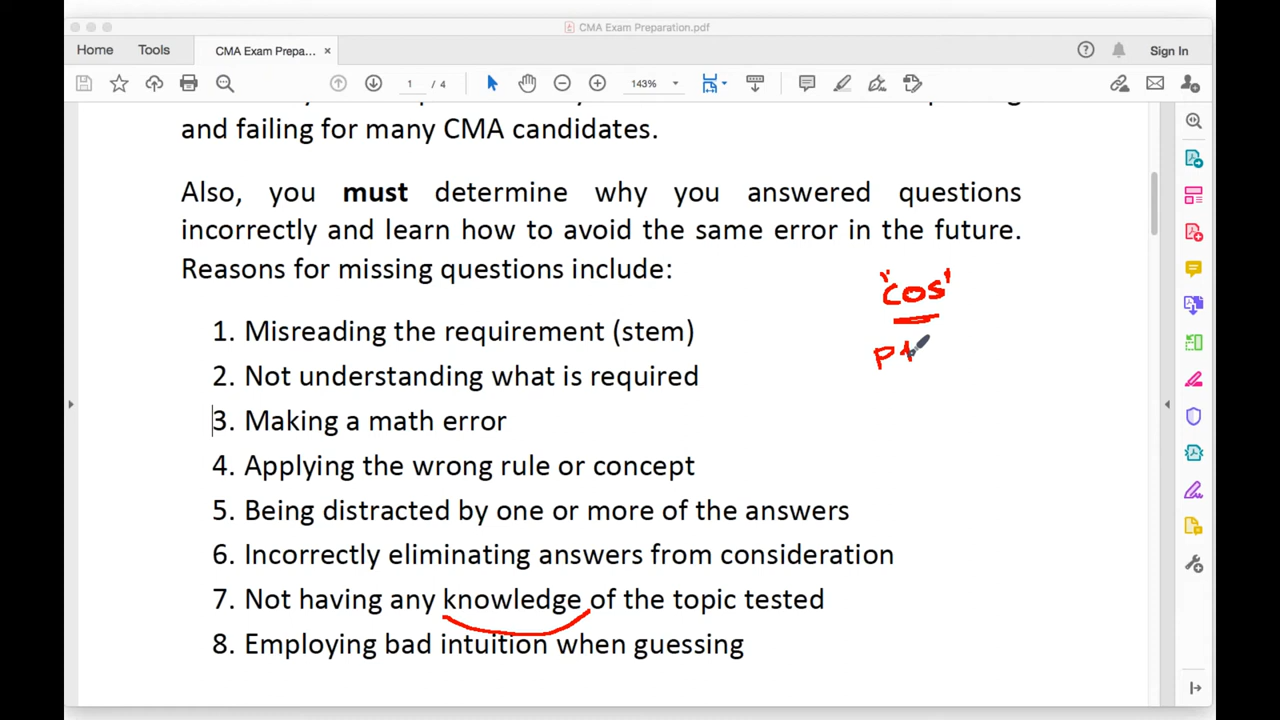 CMA Exam Preparation.pdf
Home Tools CMA Exam Prepa... × Sign In
1 / 4 143%
and failing for many CMA candidates.
Also, you must determine why you answered questions
incorrectly and learn how to avoid the same error in the future.
Reasons for missing questions include:
"cos"
1. Misreading the requirement (stem)
2. Not understanding what is required
3. Making a math error
4. Applying the wrong rule or concept
5. Being distracted by one or more of the answers
6. Incorrectly eliminating answers from consideration
7. Not having any knowledge of the topic tested
8. Employing bad intuition when guessing